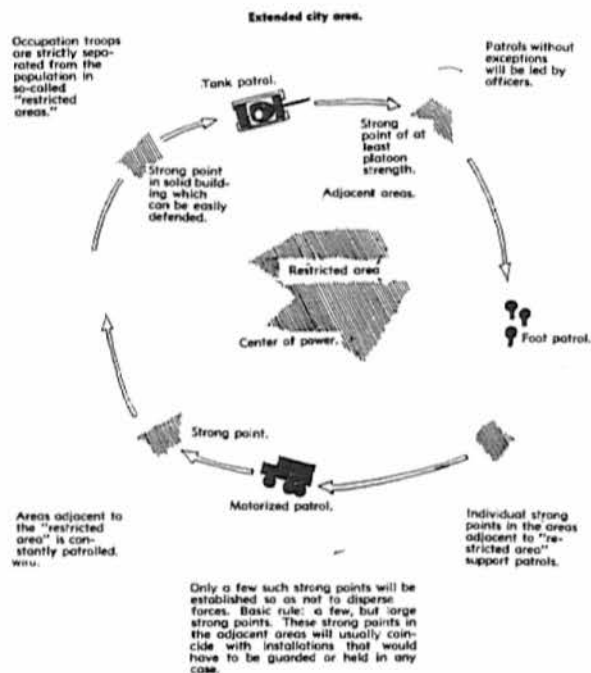 Extended city area.
Occupation troops
are strictly sepa-
rated from the
population in
so-called
"restricted
areas."
Patrols without
exceptions
will be led by
officers.
Tank patrol.
Strong
point of at
least
platoon
strength.
Strong point
in solid build-
ing which
can be easily
defended.
Adjacent areas.
Restricted area
Center of power.
Foot patrol.
Strong point.
Motorized patrol.
Areas adjacent to
the "restricted
area" is con-
stantly patrolled.
Individual strong
points in the areas
adjacent to "re-
stricted area"
support patrols.
Only a few such strong points will be
established so as not to disperse
forces. Basic rule: a few, but large
strong points. These strong points in
the adjacent areas will usually coin-
cide with installations that would
have to be guarded or held in any
case.